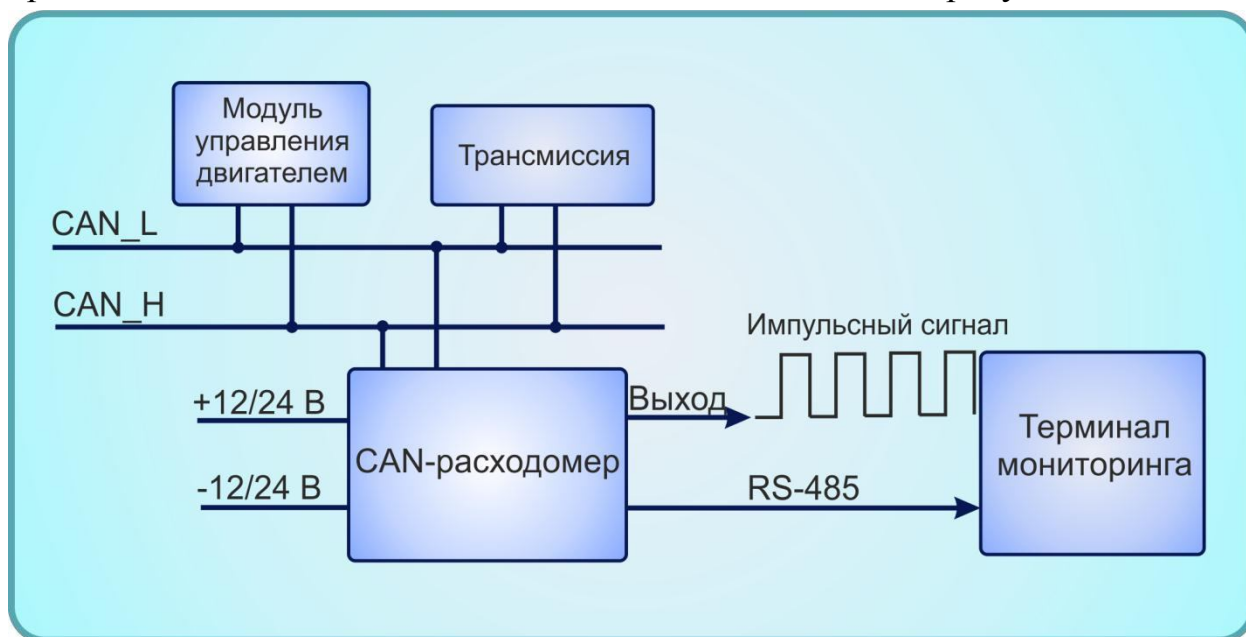 Модуль
управления
двигателем
Трансмиссия
CAN_L
CAN_H
Импульсный сигнал
+12/24 В
Выход
CAN-расходомер
Терминал
мониторинга
-12/24 В
RS-485